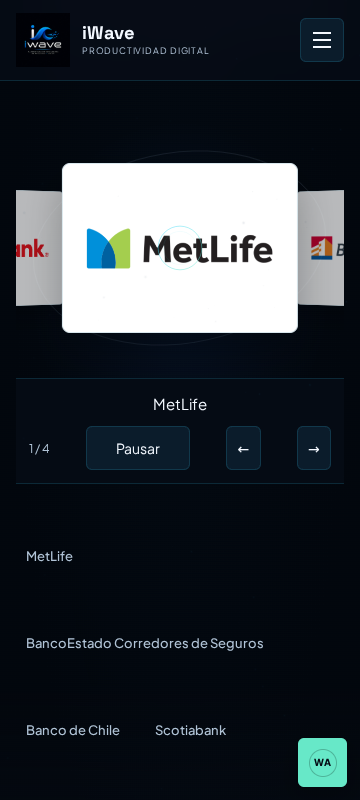 iWave
iWave
PRODUCTIVIDAD DIGITAL
ank
MetLife
B
MetLife
1 / 4
Pausar
←
→
MetLife
BancoEstado Corredores de Seguros
Banco de Chile
Scotiabank
WA